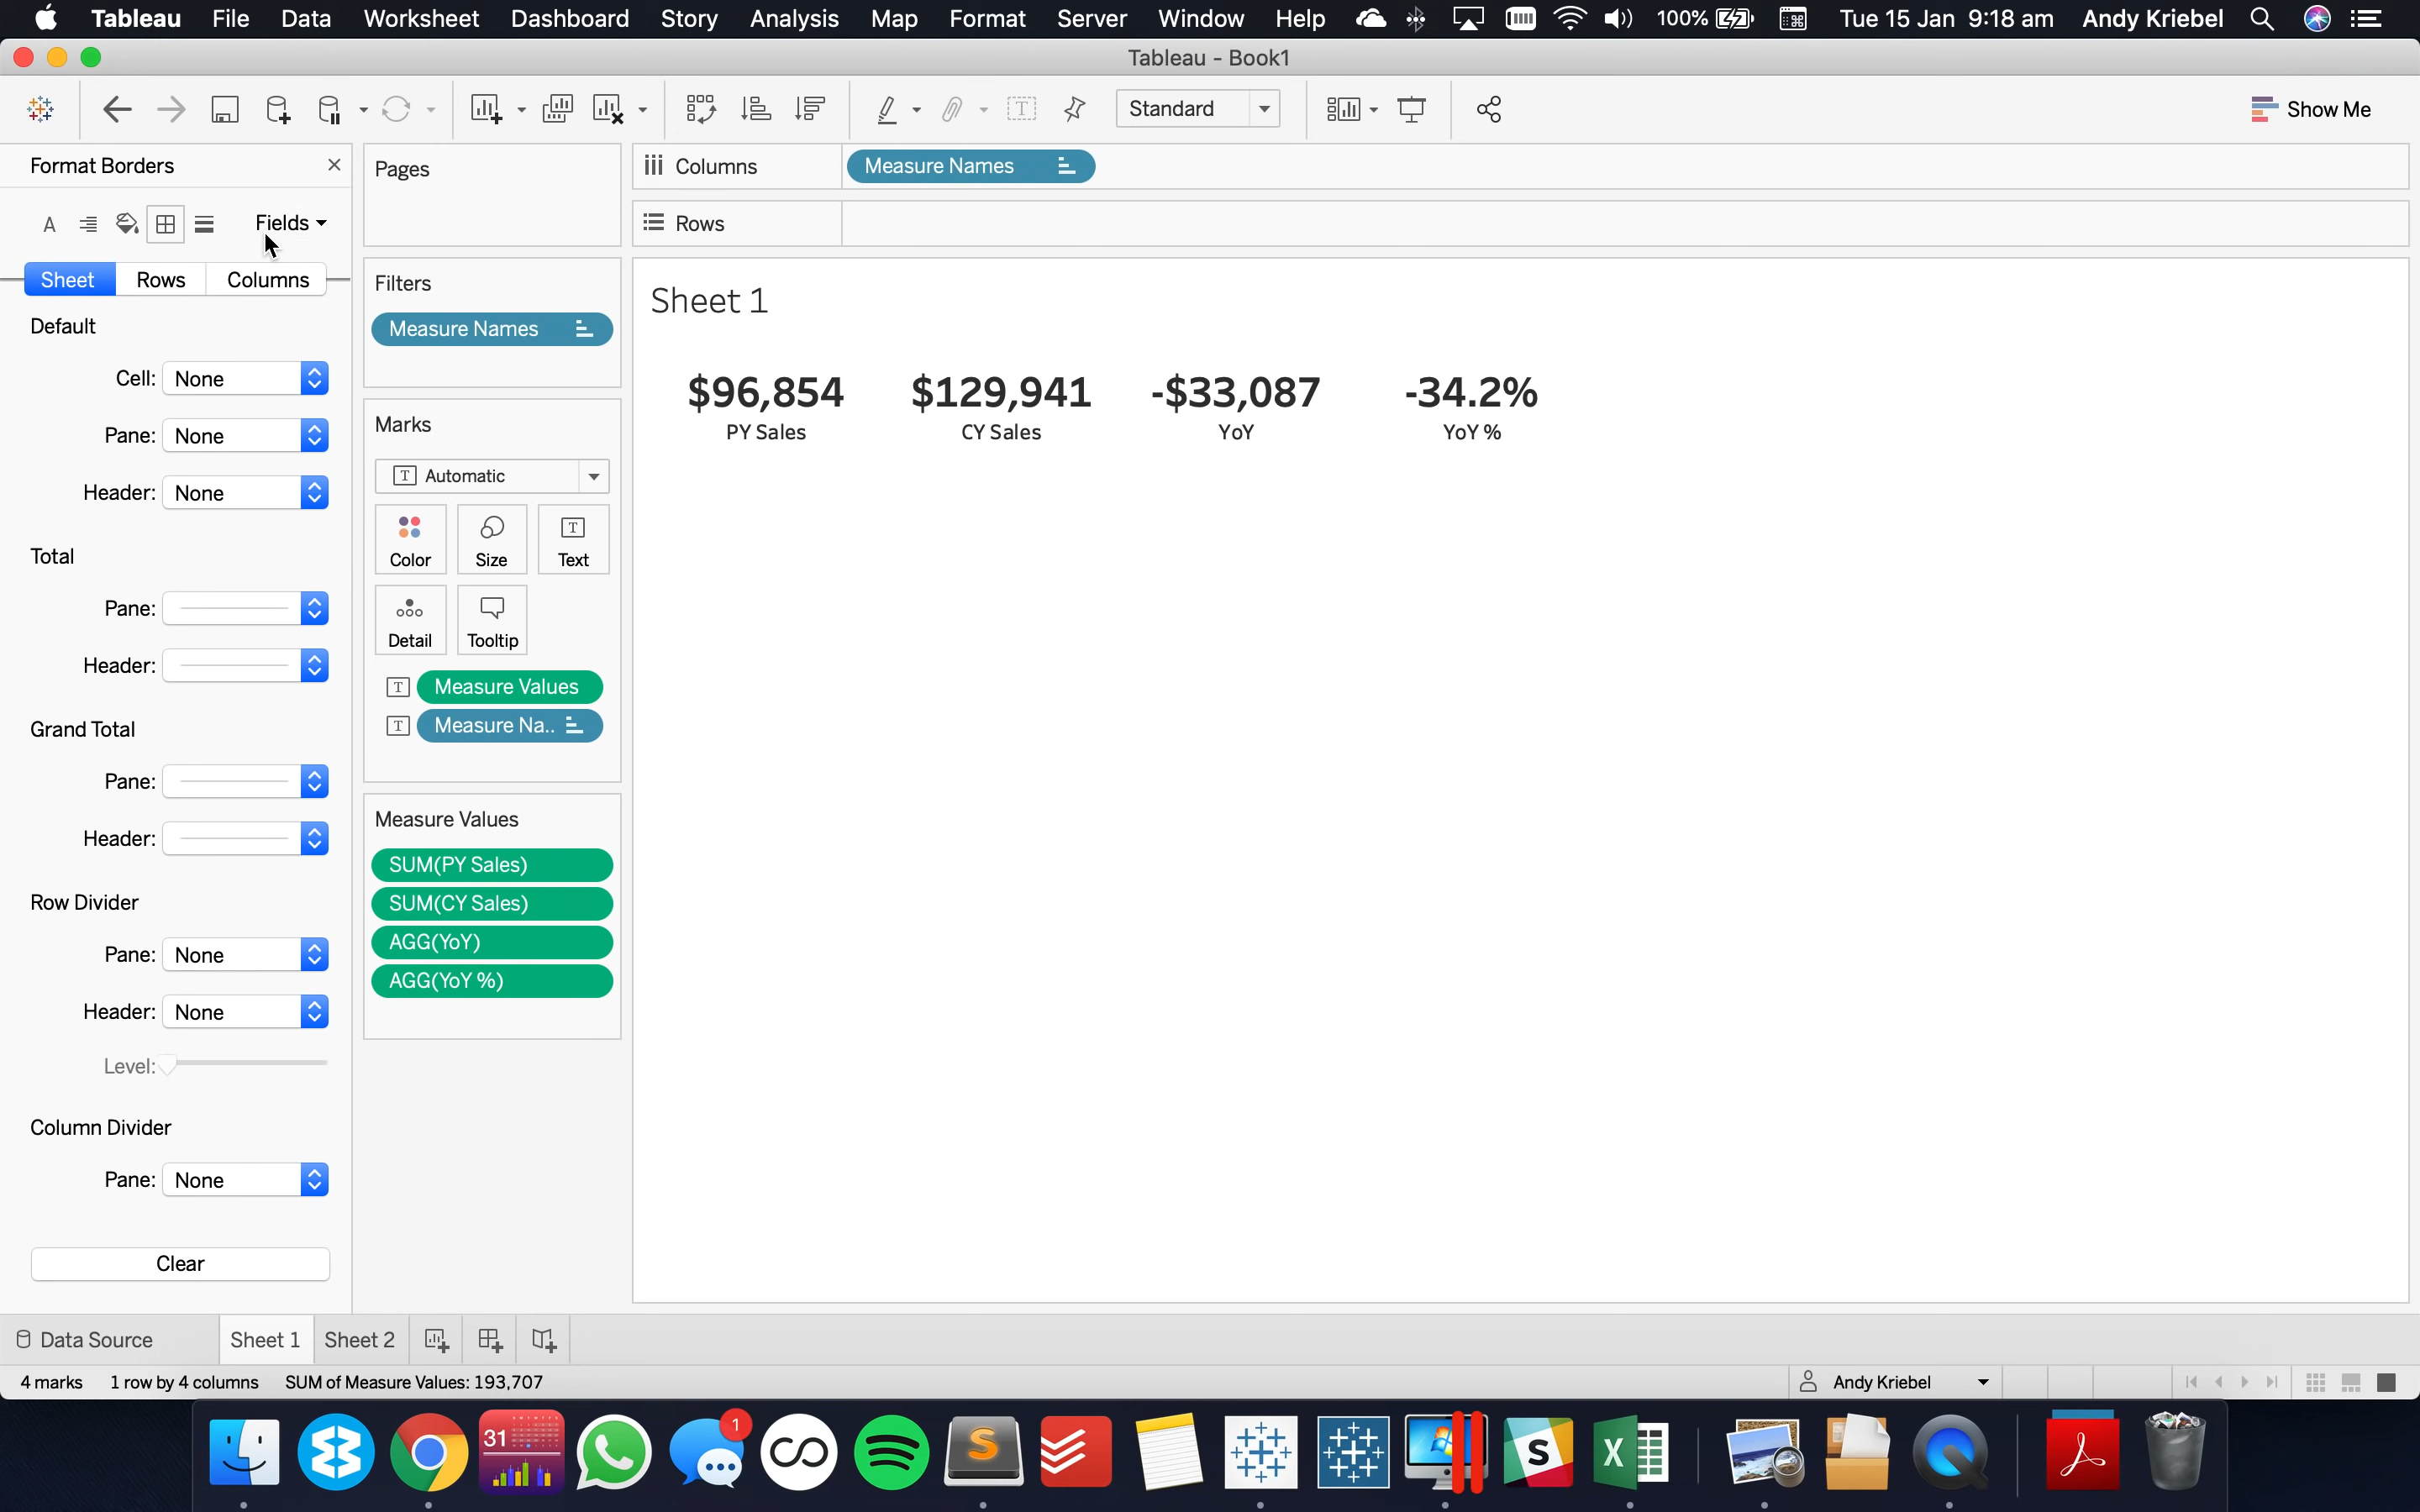 Tableau File Data Worksheet Dashboard Story Analysis Map Format Server Window Help 100% Tue 15 Jan 9:18 am Andy Kriebel
Tableau - Book1
Standard Show Me
Format Borders
Fields
Sheet Rows Columns
Default
Cell: None
Pane: None
Header: None
Total
Pane:
Header:
Grand Total
Pane:
Header:
Row Divider
Pane: None
Header: None
Level:
Column Divider
Pane: None
Clear
Pages
Filters
Measure Names
Marks
T Automatic
Color Size T Text
Detail Tooltip
T Measure Values
T Measure Na..
Measure Values
SUM(PY Sales)
SUM(CY Sales)
AGG(YoY)
AGG(YoY %)
Columns Measure Names
Rows
Sheet 1
$96,854 $129,941 -$33,087 -34.2%
PY Sales CY Sales YoY YoY %
Data Source Sheet 1 Sheet 2
4 marks 1 row by 4 columns SUM of Measure Values: 193,707 Andy Kriebel
31 1 S S X